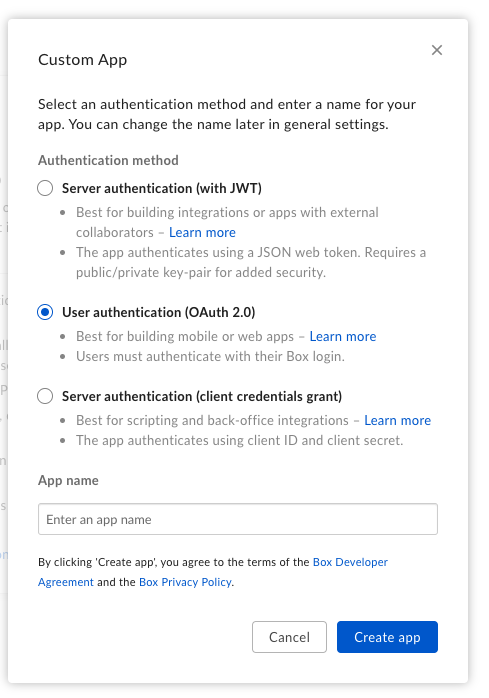 Custom App
Select an authentication method and enter a name for your
app. You can change the name later in general settings.
Authentication method
Server authentication (with JWT)
• Best for building integrations or apps with external
collaborators – Learn more
• The app authenticates using a JSON web token. Requires a
public/private key-pair for added security.
User authentication (OAuth 2.0)
• Best for building mobile or web apps – Learn more
• Users must authenticate with their Box login.
Server authentication (client credentials grant)
• Best for scripting and back-office integrations – Learn more
• The app authenticates using client ID and client secret.
App name
Enter an app name
By clicking 'Create app', you agree to the terms of the Box Developer
Agreement and the Box Privacy Policy.
Cancel
Create app